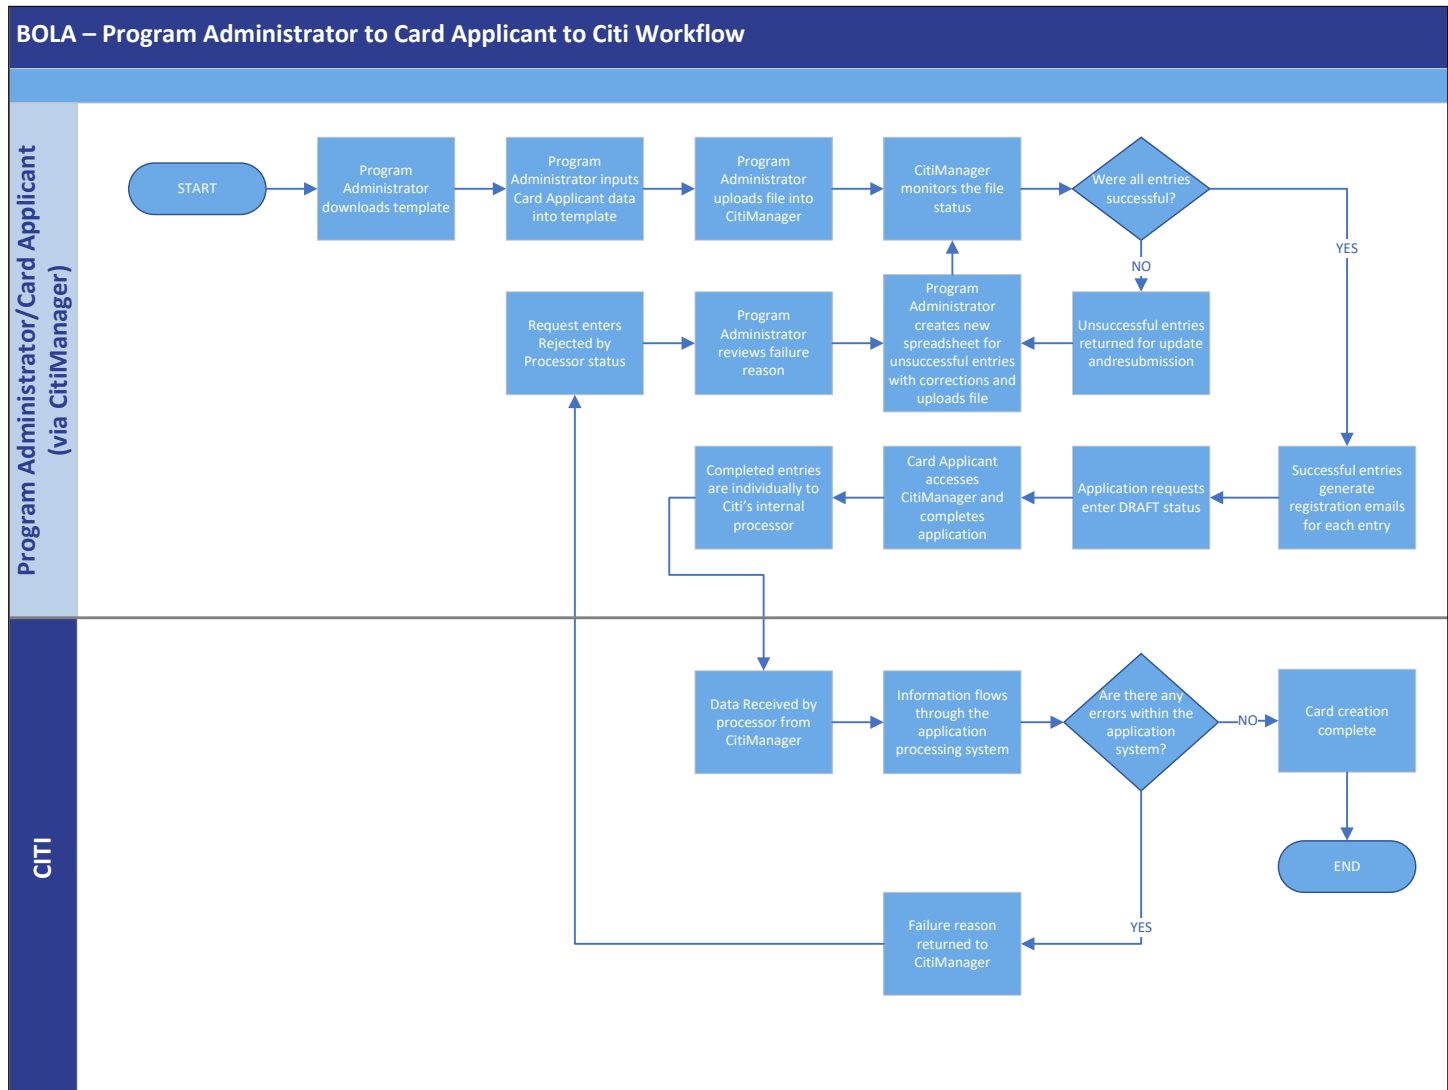 BOLA – Program Administrator to Card Applicant to Citi Workflow
Program Administrator/Card Applicant
(via CitiManager)
START
Program
Administrator
downloads template
Program
Administrator inputs
Card Applicant data
into template
Program
Administrator
uploads file into
CitiManager
CitiManager
monitors the file
status
Were all entries
successful?
YES
NO
Request enters
Rejected by
Processor status
Program
Administrator
reviews failure
reason
Program
Administrator
creates new
spreadsheet for
unsuccessful entries
with corrections and
uploads file
Unsuccessful entries
returned for update
andresubmission
Completed entries
are individually to
Citi's internal
processor
Card Applicant
accesses
CitiManager and
completes
application
Application requests
enter DRAFT status
Successful entries
generate
registration emails
for each entry
CITI
Data Received by
processor from
CitiManager
Information flows
through the
application
processing system
Are there any
errors within the
application
system?
NO
Card creation
complete
END
YES
Failure reason
returned to
CitiManager